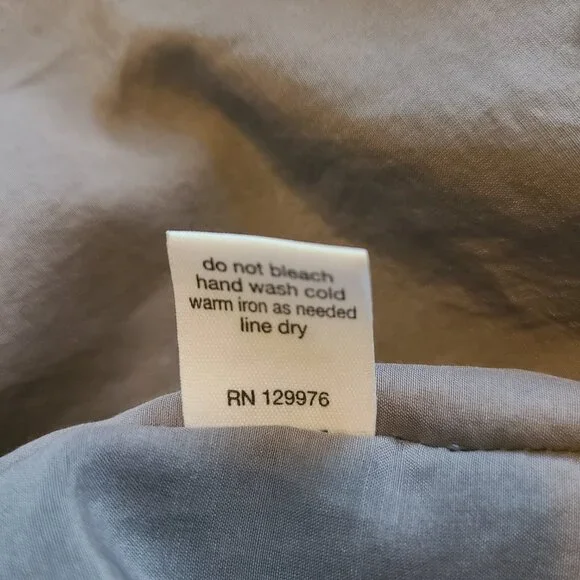 do not bleach
hand wash cold
warm iron as needed
line dry
RN 129976